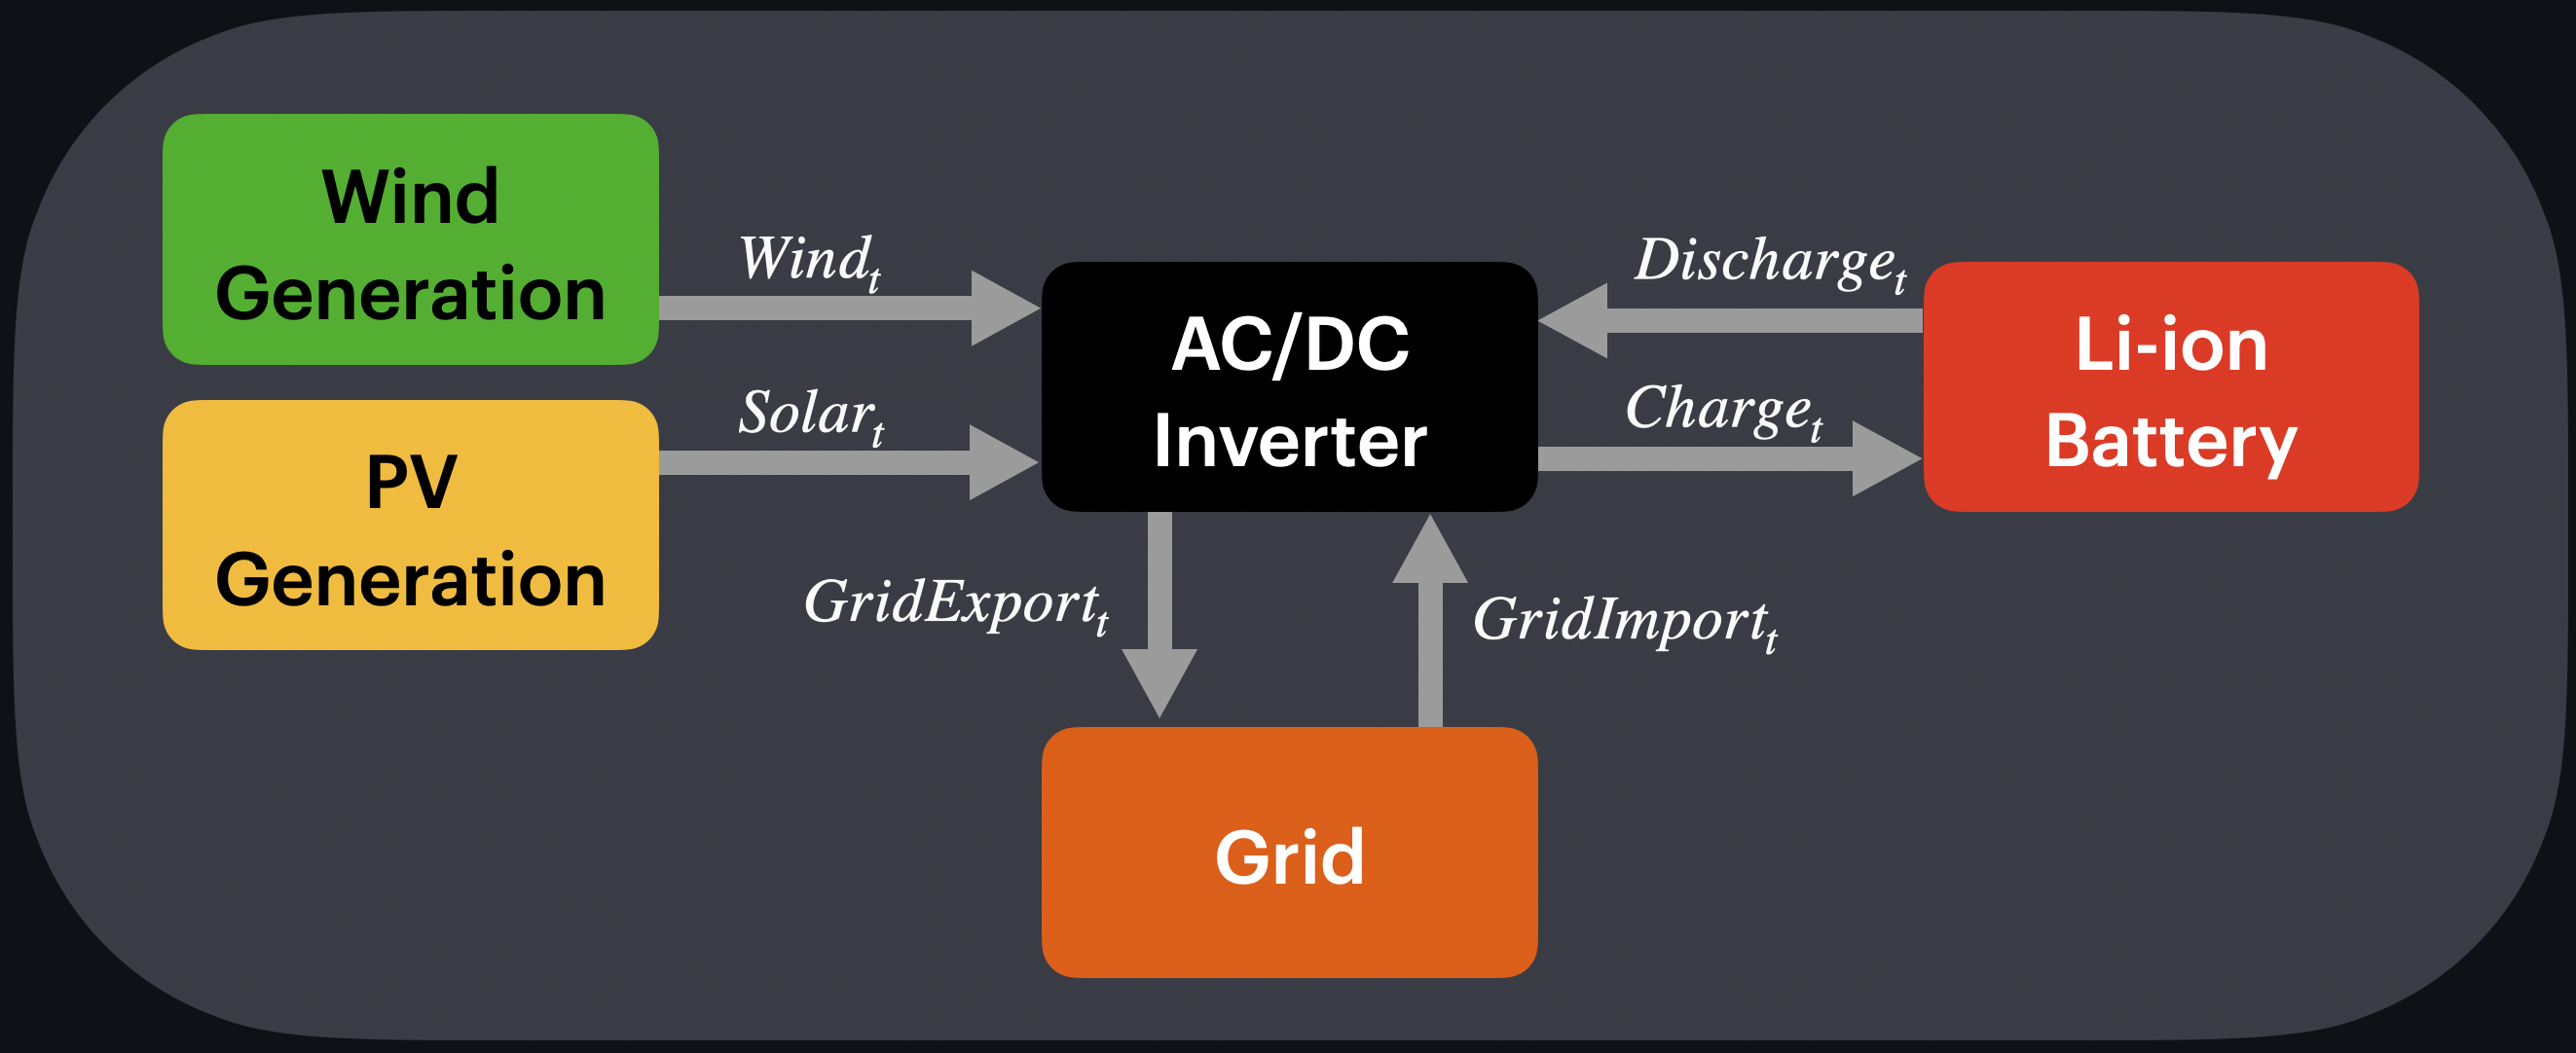 Wind
Generation
Wind_t
Discharge_t
AC/DC
Inverter
Li-ion
Battery
Solar_t
Charge_t
PV
Generation
GridExport_t
GridImport_t
Grid